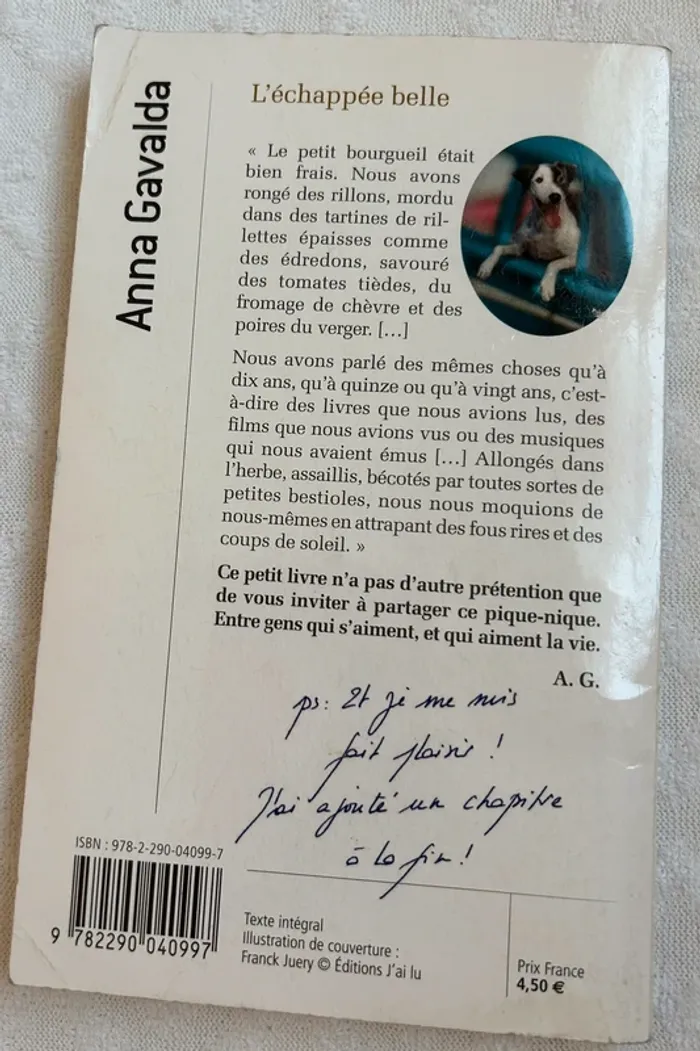 Anna Gavalda
L'échappée belle
« Le petit bourgueil était
bien frais. Nous avons
rongé des rillons, mordu
dans des tartines de ril-
lettes épaisses comme
des édredons, savouré
des tomates tièdes, du
fromage de chèvre et des
poires du verger. [...]
Nous avons parlé des mêmes choses qu'à
dix ans, qu'à quinze ou qu'à vingt ans, c'est-
à-dire des livres que nous avions lus, des
films que nous avions vus ou des musiques
qui nous avaient émus [...] Allongés dans
l'herbe, assaillis, bécotés par toutes sortes de
petites bestioles, nous nous moquions de
nous-mêmes en attrapant des fous rires et des
coups de soleil. »
Ce petit livre n'a pas d'autre prétention que
de vous inviter à partager ce pique-nique.
Entre gens qui s'aiment, et qui aiment la vie.
A. G.
ps: Et je me suis
fait plaisir !
J'ai ajouté un chapitre
à la fin !
ISBN : 978-2-290-04099-7
9 782290 040997
Texte intégral
Illustration de couverture :
Franck Juery © Éditions J'ai lu
Prix France
4,50 €